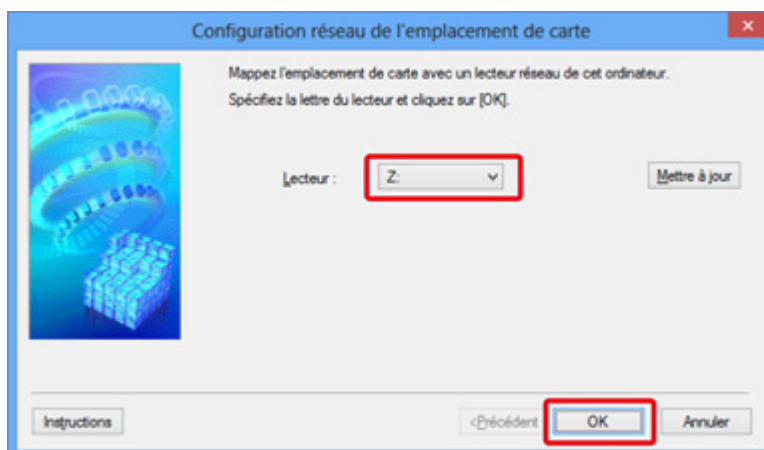 Configuration réseau de l'emplacement de carte
Mappez l'emplacement de carte avec un lecteur réseau de cet ordinateur.
Spécifiez la lettre du lecteur et cliquez sur [OK].
Lecteur : Z: Mettre à jour
Instructions <Précédent OK Annuler